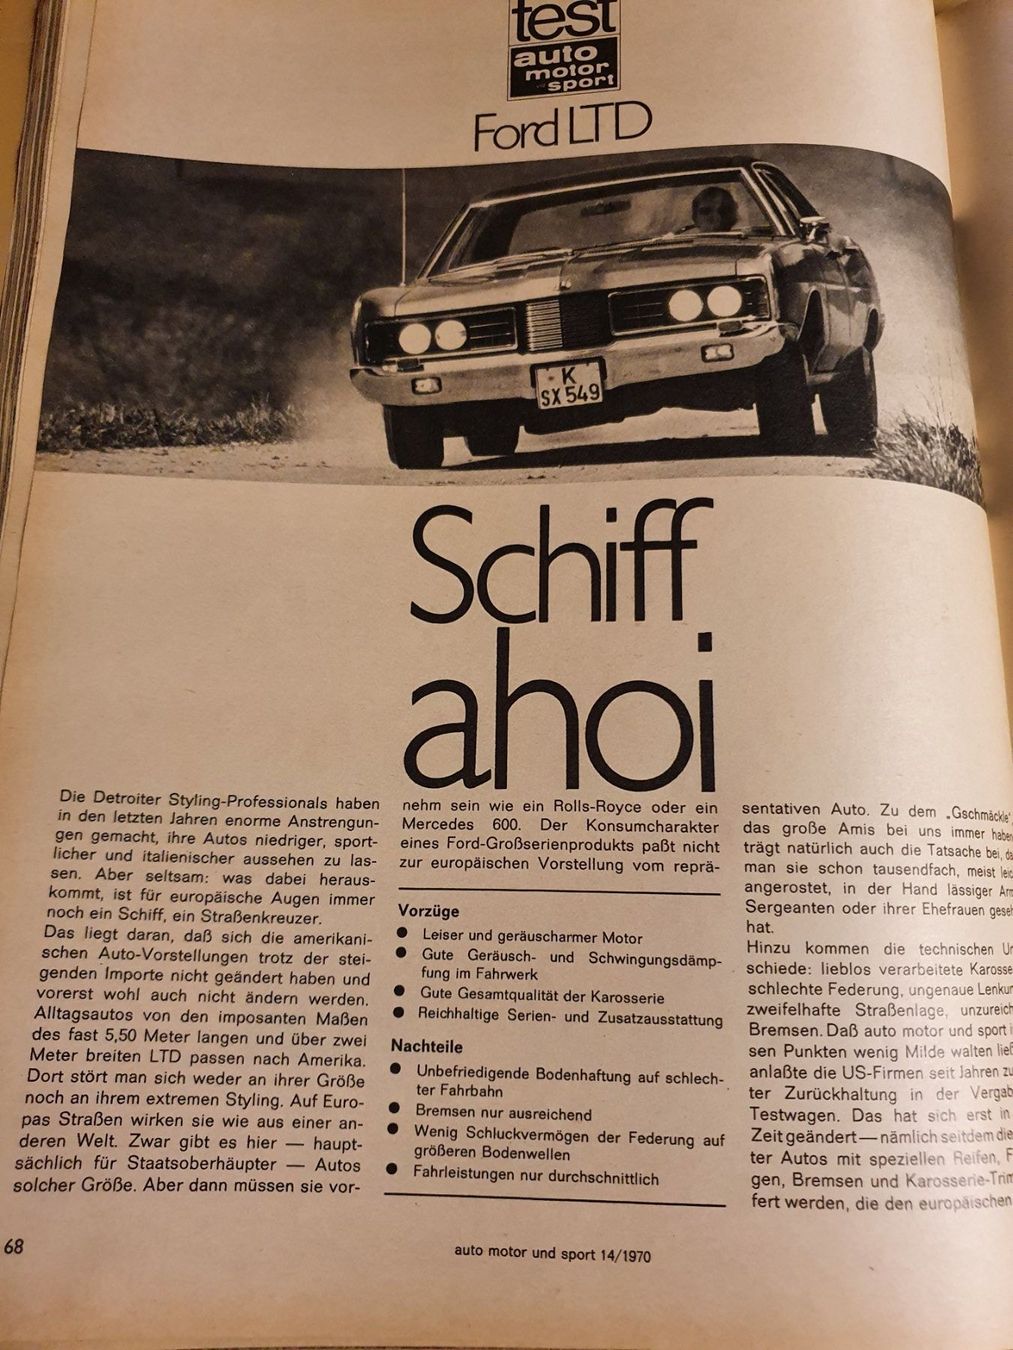 test
auto
motor
sport
Ford LTD
K
SX 549
Schiff
ahoi
Die Detroiter Styling-Professionals haben
in den letzten Jahren enorme Anstrengun-
gen gemacht, ihre Autos niedriger, sport-
licher und italienischer aussehen zu las-
sen. Aber seltsam: was dabei heraus-
kommt, ist für europäische Augen immer
noch ein Schiff, ein Straßenkreuzer.
Das liegt daran, daß sich die amerikani-
schen Auto-Vorstellungen trotz der stei-
genden Importe nicht geändert haben und
vorerst wohl auch nicht ändern werden.
Alltagsautos von den imposanten Maßen
des fast 5,50 Meter langen und über zwei
Meter breiten LTD passen nach Amerika.
Dort stört man sich weder an ihrer Größe
noch an ihrem extremen Styling. Auf Euro-
pas Straßen wirken sie wie aus einer an-
deren Welt. Zwar gibt es hier — haupt-
sächlich für Staatsoberhäupter — Autos
solcher Größe. Aber dann müssen sie vor-
nehm sein wie ein Rolls-Royce oder ein
Mercedes 600. Der Konsumcharakter
eines Ford-Großserienprodukts paßt nicht
zur europäischen Vorstellung vom reprä-
Vorzüge
● Leiser und geräuscharmer Motor
● Gute Geräusch- und Schwingungsdämp-
fung im Fahrwerk
● Gute Gesamtqualität der Karosserie
● Reichhaltige Serien- und Zusatzausstattung
Nachteile
● Unbefriedigende Bodenhaftung auf schlech-
ter Fahrbahn
● Bremsen nur ausreichend
● Wenig Schluckvermögen der Federung auf
größeren Bodenwellen
● Fahrleistungen nur durchschnittlich
sentativen Auto. Zu dem „Gschmäckle",
das große Amis bei uns immer haben
trägt natürlich auch die Tatsache bei, da
man sie schon tausendfach, meist leic
angerostet, in der Hand lässiger Arm
Sergeanten oder ihrer Ehefrauen geseh
hat.
Hinzu kommen die technischen Un
schiede: lieblos verarbeitete Karosse
schlechte Federung, ungenaue Lenkun
zweifelhafte Straßenlage, unzureich
Bremsen. Daß auto motor und sport i
sen Punkten wenig Milde walten ließ
anlaßte die US-Firmen seit Jahren zu
ter Zurückhaltung in der Vergab
Testwagen. Das hat sich erst in
Zeit geändert — nämlich seitdem die
ter Autos mit speziellen Reifen, F
gen, Bremsen und Karosserie-Trim
fert werden, die den europäischen
68
auto motor und sport 14/1970